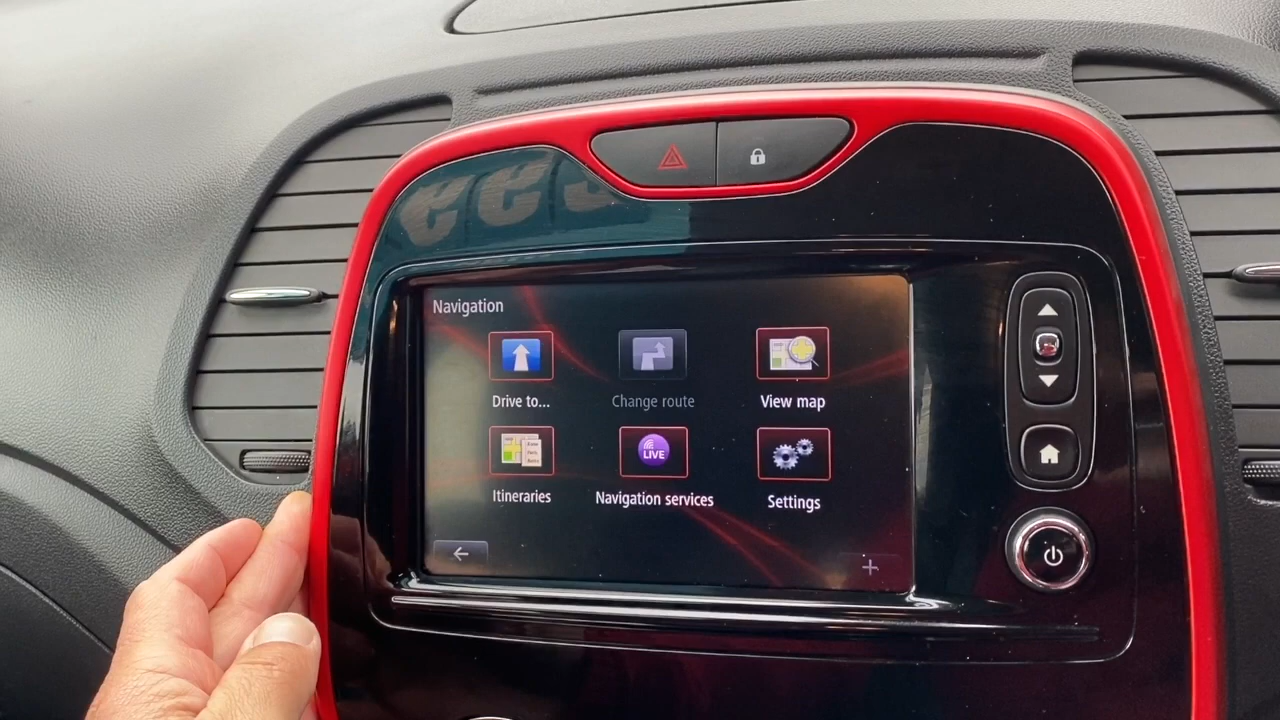 Navigation
Drive to...
Change route
View map
LIVE
Itineraries
Navigation services
Settings